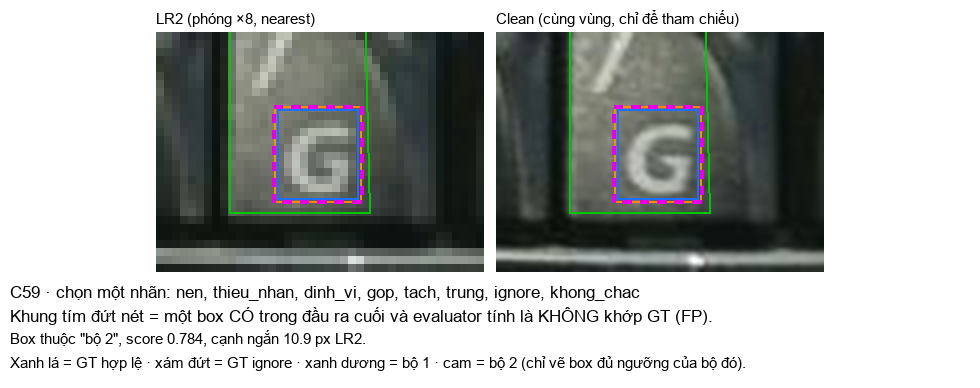 LR2 (phóng ×8, nearest)
Clean (cùng vùng, chỉ để tham chiếu)
G
G
C59 · chọn một nhãn: nen, thieu_nhan, dinh_vi, gop, tach, trung, ignore, khong_chac
Khung tím đứt nét = một box CÓ trong đầu ra cuối và evaluator tính là KHÔNG khớp GT (FP).
Box thuộc "bộ 2", score 0.784, cạnh ngắn 10.9 px LR2.
Xanh lá = GT hợp lệ · xám đứt = GT ignore · xanh dương = bộ 1 · cam = bộ 2 (chỉ vẽ box đủ ngưỡng của bộ đó).